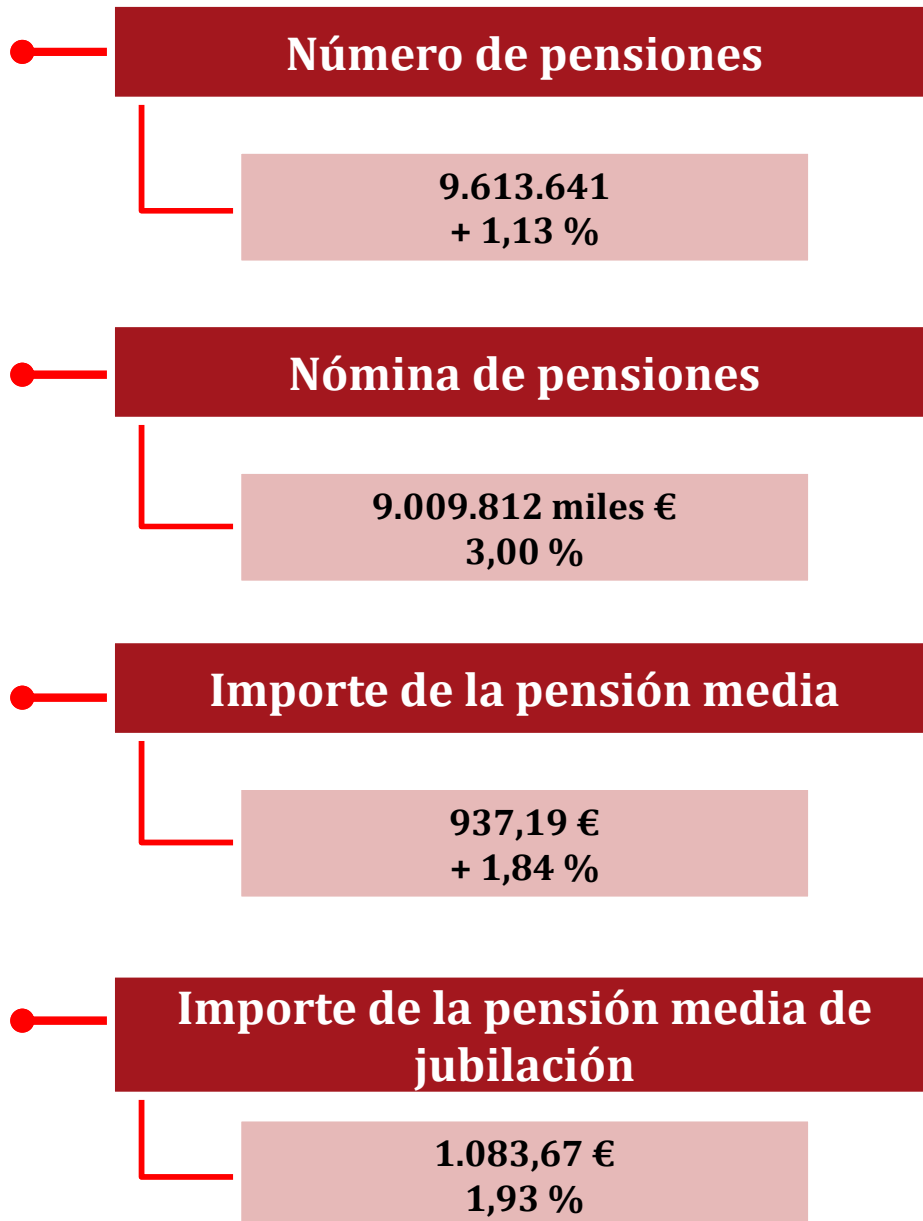 Número de pensiones
9.613.641
+ 1,13 %
Nómina de pensiones
9.009.812 miles €
3,00 %
Importe de la pensión media
937,19 €
+ 1,84 %
Importe de la pensión media de
jubilación
1.083,67 €
1,93 %